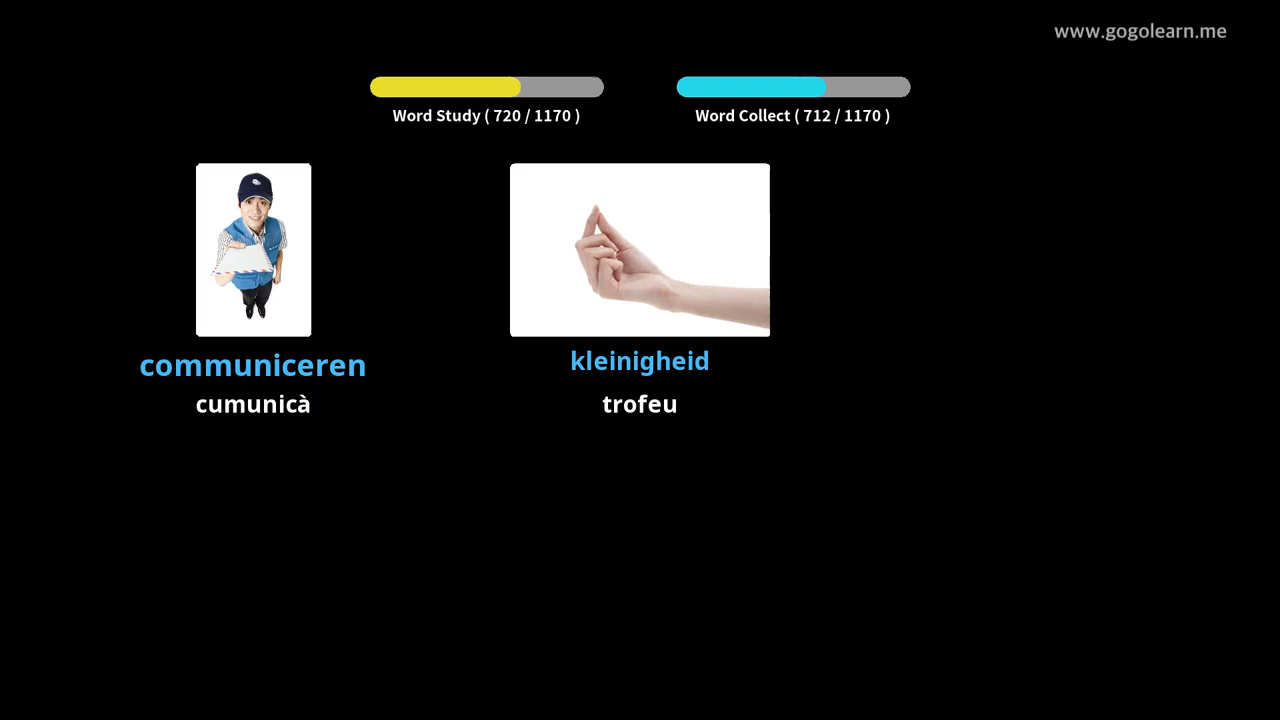 www.gogolearn.me
Word Study ( 720 / 1170 )
Word Collect ( 712 / 1170 )
communiceren
cumunicà
kleinigheid
trofeu